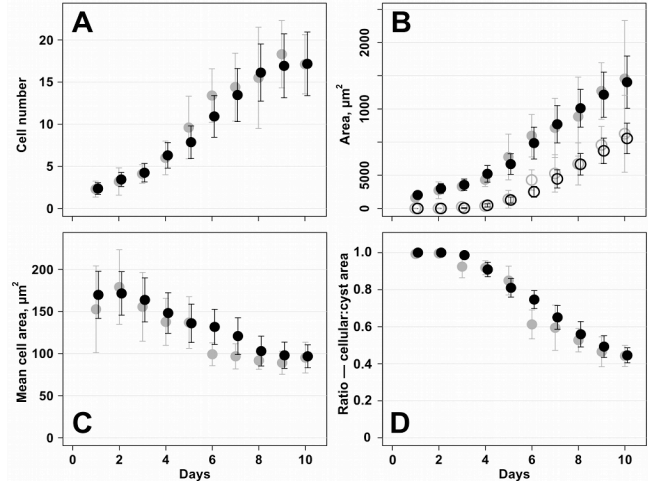 A
Cell number
20
15
10
5
0
B
Area, μm²
2500
1000
5000
0
Mean cell area, μm²
200
150
100
50
0
C
0 2 4 6 8 10
Days
Ratio — cellular:cyst area
1.0
0.8
0.6
0.4
0.2
0
D
0 2 4 6 8 10
Days